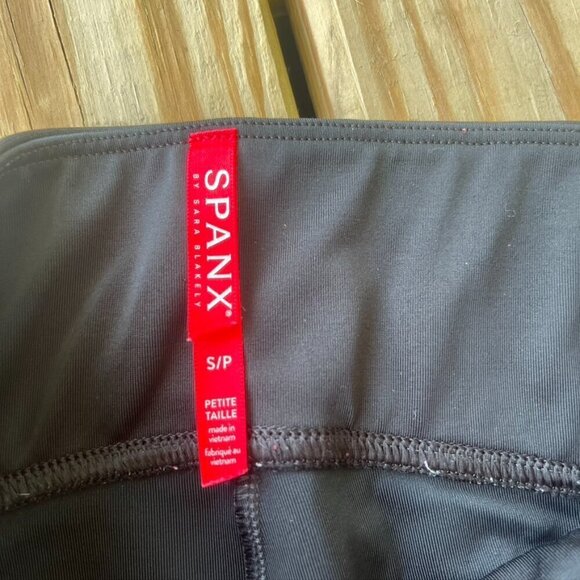 SPANX®
BY SARA BLAKELY
S/P
PETITE
TAILLE
made in
vietnam
fabriqué au
vietnam